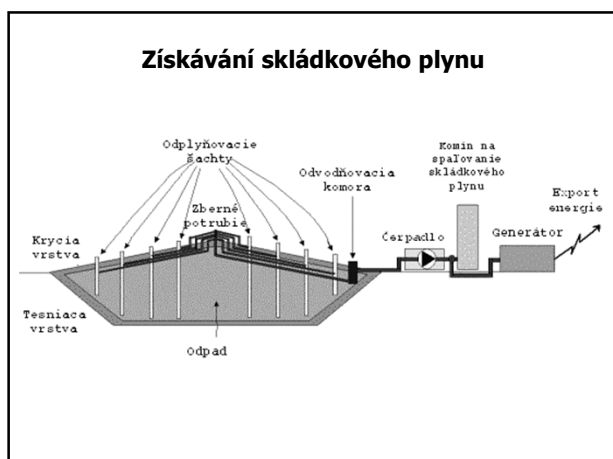 Získávání skládkového plynu
Odplyňovacie
šachty
Komín na
spaľovanie
skládkového
plynu
Odvodňovacia
komora
Export
energie
Zberné
potrubie
Krycia
vrstva
Čerpadlo
Generátor
Tesniaca
vrstva
Odpad